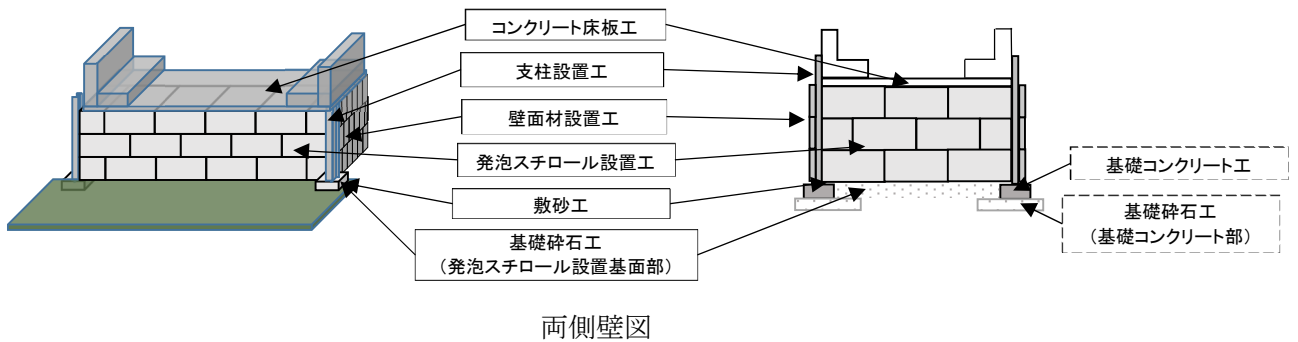 コンクリート床板工
支柱設置工
壁面材設置工
発泡スチロール設置工
敷砂工
基礎砕石工
（発泡スチロール設置基面部）
基礎コンクリート工
基礎砕石工
（基礎コンクリート部）
両側壁図